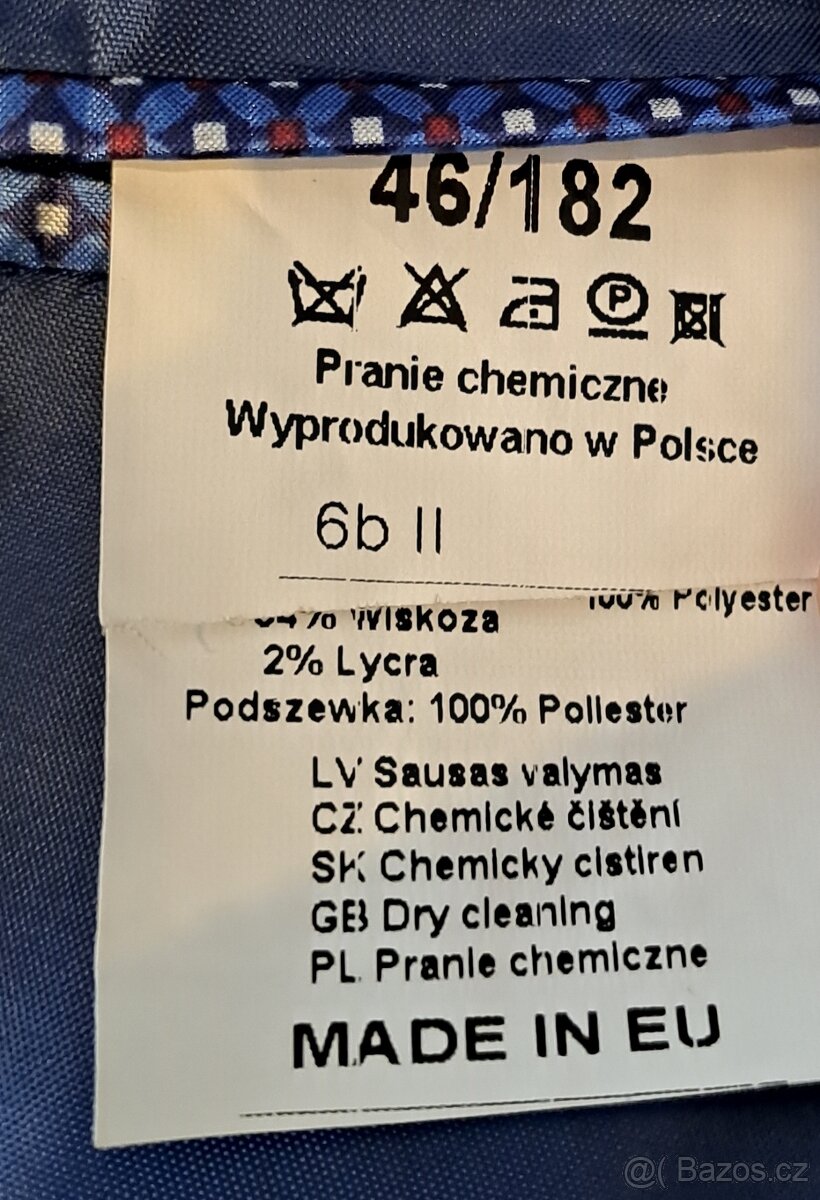 46/182
P
Pranie chemiczne
Wyprodukowano w Polsce
6b II
100% Polyester
% Wiskoza
2% Lycra
Podszewka: 100% Poliester
LV Sausas valymas
CZ Chemické čištění
SK Chemicky cistiren
GB Dry cleaning
PL Pranie chemiczne
MADE IN EU
@( Bazos.cz